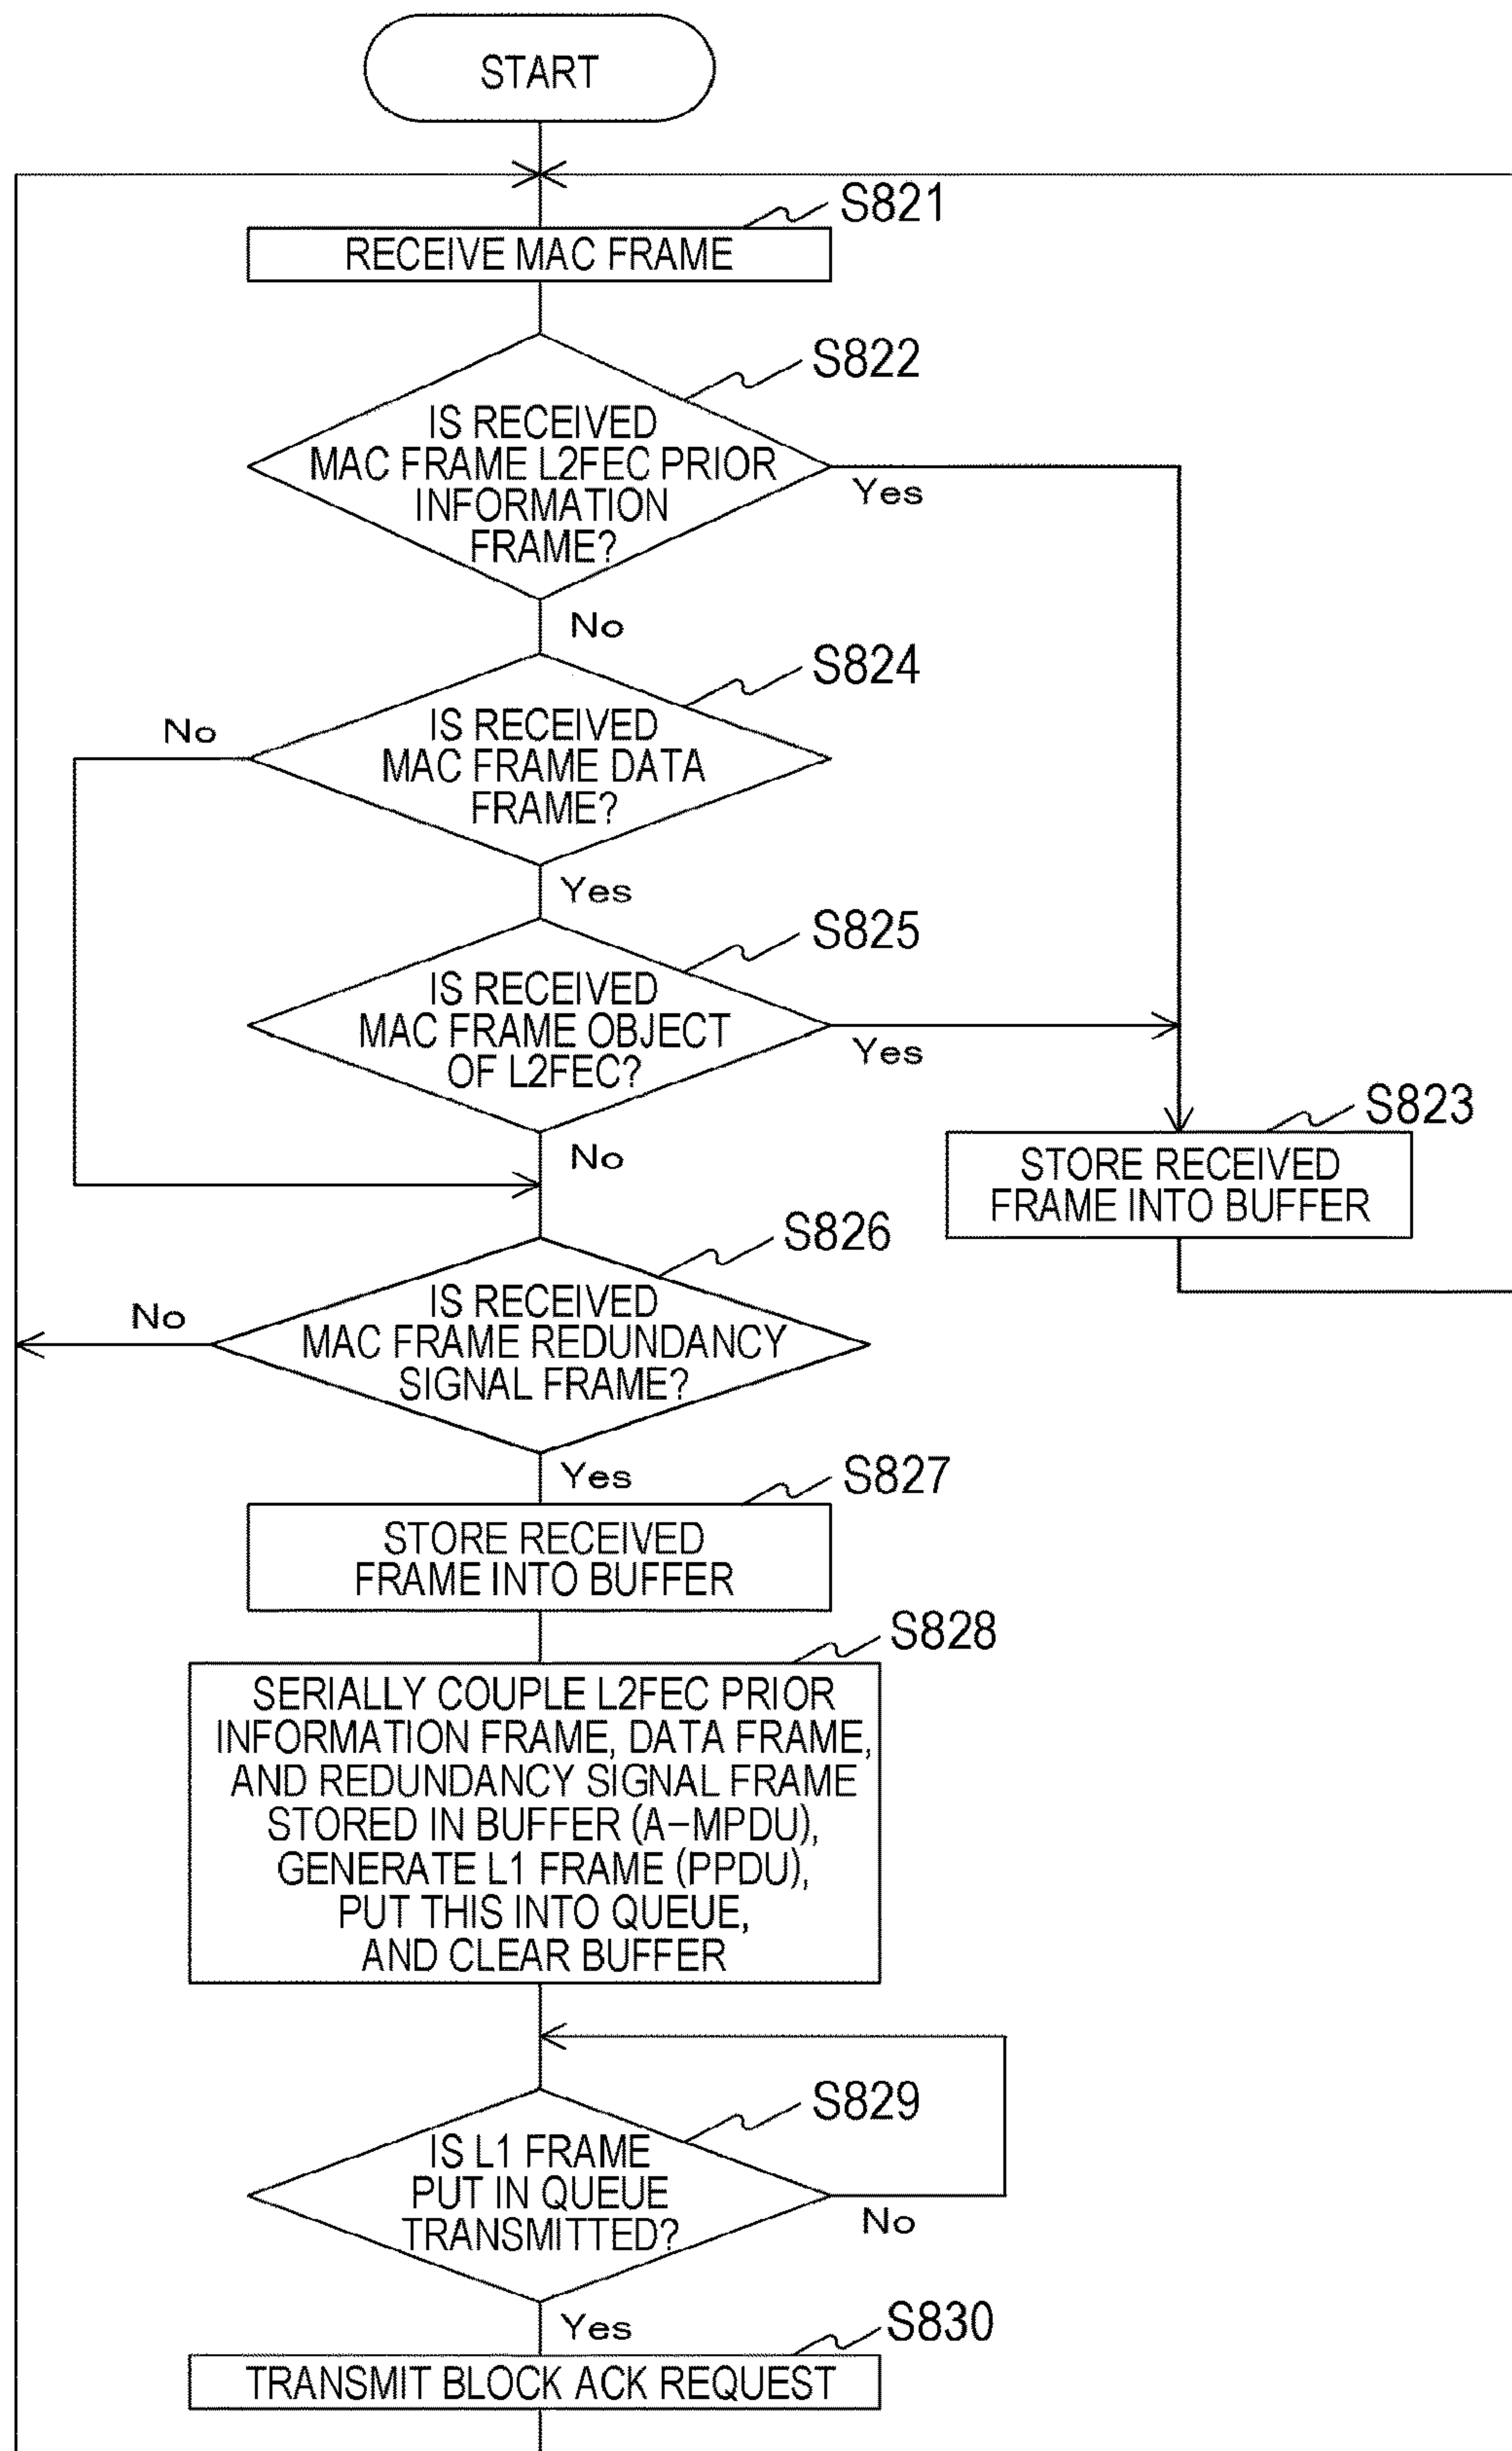 START
S821
RECEIVE MAC FRAME
S822
IS RECEIVED
MAC FRAME L2FEC PRIOR
INFORMATION
FRAME?
Yes
No
S824
IS RECEIVED
MAC FRAME DATA
FRAME?
No
Yes
S825
IS RECEIVED
MAC FRAME OBJECT
OF L2FEC?
Yes
No
S823
STORE RECEIVED
FRAME INTO BUFFER
S826
IS RECEIVED
MAC FRAME REDUNDANCY
SIGNAL FRAME?
No
Yes
S827
STORE RECEIVED
FRAME INTO BUFFER
S828
SERIALLY COUPLE L2FEC PRIOR
INFORMATION FRAME, DATA FRAME,
AND REDUNDANCY SIGNAL FRAME
STORED IN BUFFER (A-MPDU),
GENERATE L1 FRAME (PPDU),
PUT THIS INTO QUEUE,
AND CLEAR BUFFER
S829
IS L1 FRAME
PUT IN QUEUE
TRANSMITTED?
No
Yes
S830
TRANSMIT BLOCK ACK REQUEST